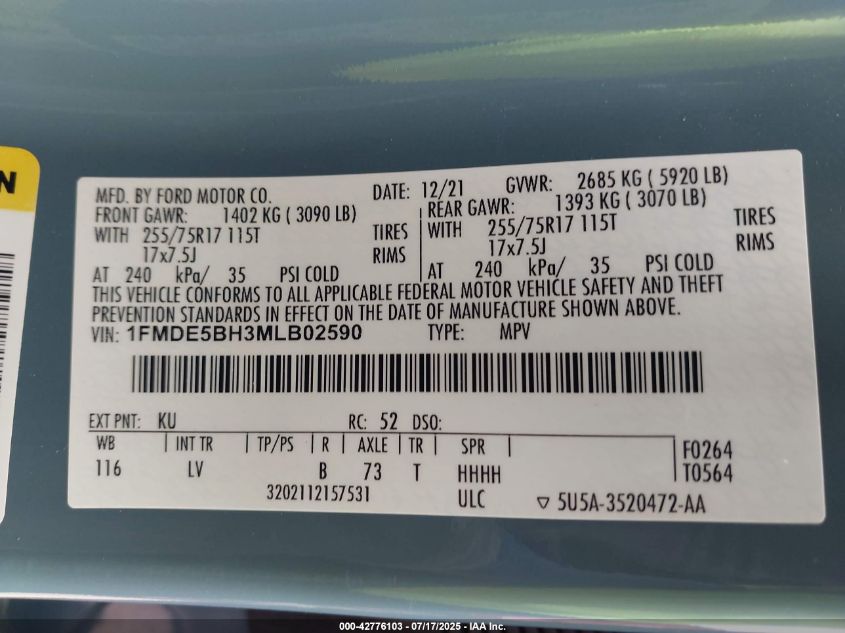 N
MFD. BY FORD MOTOR CO. DATE: 12/21 GVWR: 2685 KG ( 5920 LB)
FRONT GAWR: 1402 KG ( 3090 LB) REAR GAWR: 1393 KG ( 3070 LB)
WITH 255/75R17 115T TIRES WITH 255/75R17 115T TIRES
17x7.5J RIMS 17x7.5J RIMS
AT 240 kPa/ 35 PSI COLD AT 240 kPa/ 35 PSI COLD
THIS VEHICLE CONFORMS TO ALL APPLICABLE FEDERAL MOTOR VEHICLE SAFETY AND THEFT
PREVENTION STANDARDS IN EFFECT ON THE DATE OF MANUFACTURE SHOWN ABOVE.
VIN: 1FMDE5BH3MLB02590 TYPE: MPV
EXT PNT: KU RC: 52 DSO:
WB INT TR TP/PS R AXLE TR SPR F0264
116 LV B 73 T HHHH T0564
3202112157531 ULC 5U5A-3520472-AA
000-42776103 - 07/17/2025 - IAA Inc.